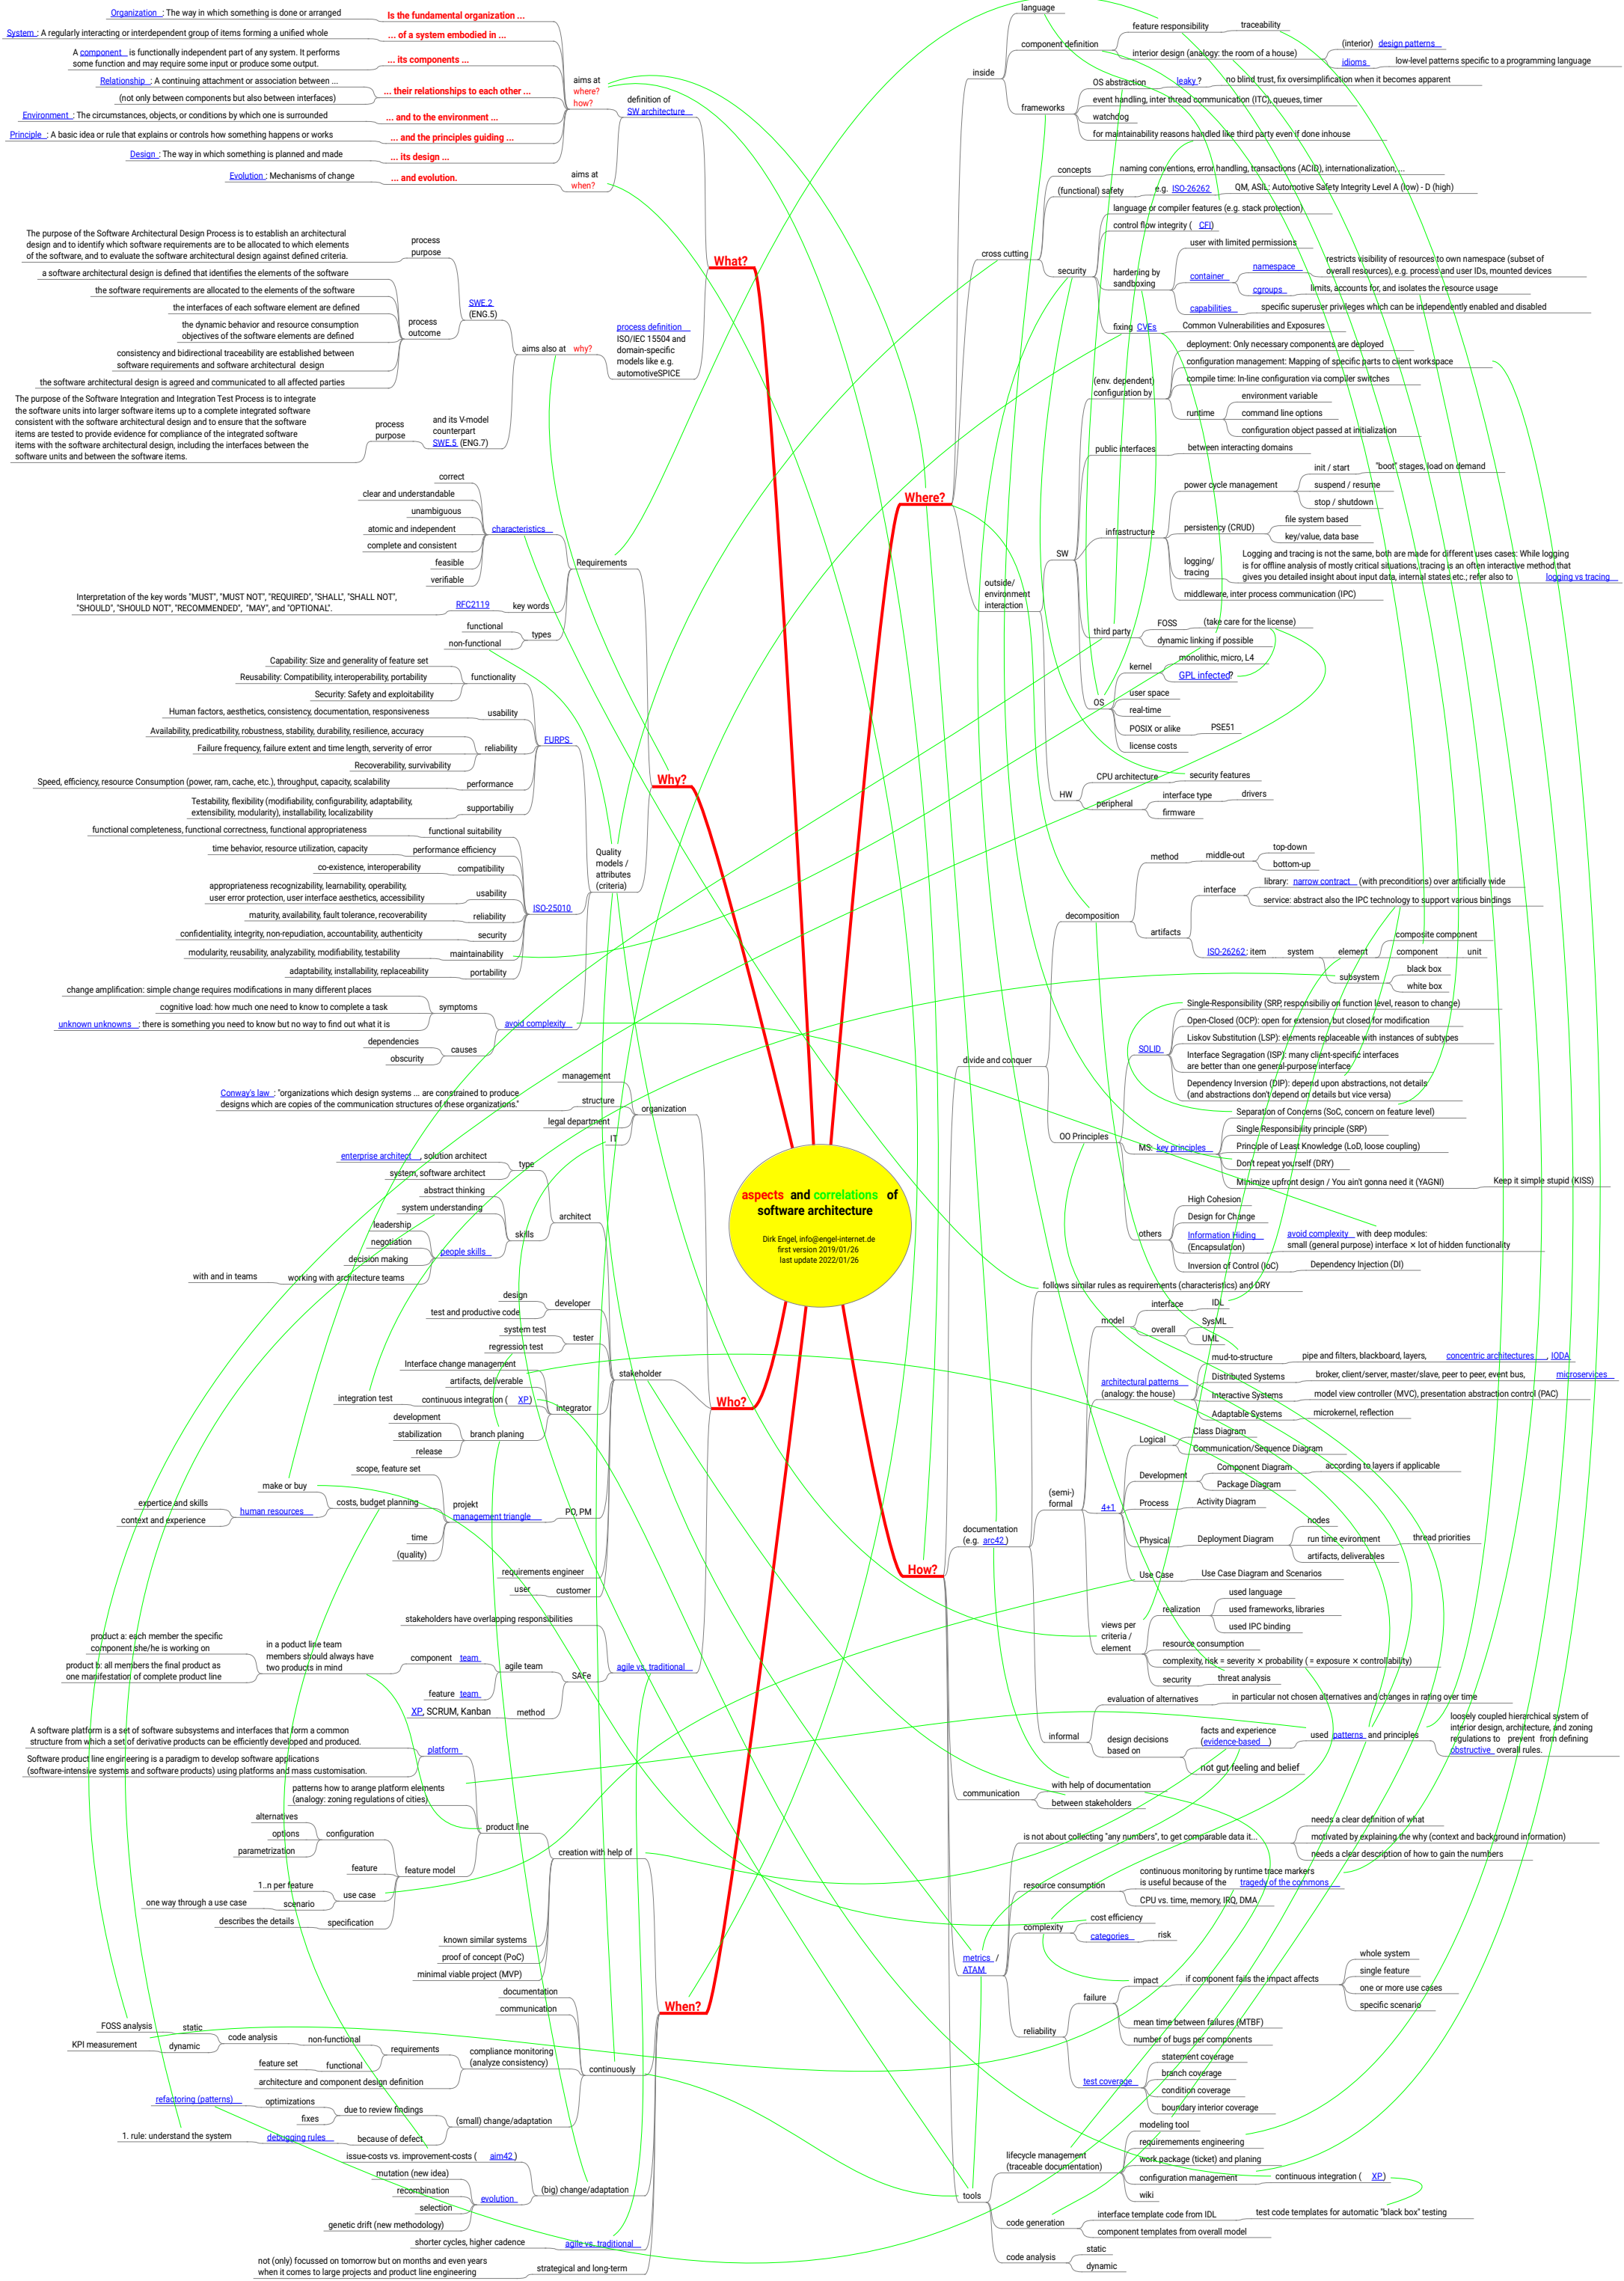 aspects and correlations of
software architecture
Dirk Engel, info@engel-internet.de
first version 2019/01/26
last update 2022/01/26
What?
definition of
SW architecture
aims at
where?
how?
Is the fundamental organization ...
Organization : The way in which something is done or arranged
... of a system embodied in ...
System : A regularly interacting or interdependent group of items forming a unified whole
... its components ...
A component is functionally independent part of any system. It performs
some function and may require some input or produce some output.
... their relationships to each other ...
Relationship : A continuing attachment or association between ...
(not only between components but also between interfaces)
... and to the environment ...
Environment : The circumstances, objects, or conditions by which one is surrounded
... and the principles guiding ...
Principle : A basic idea or rule that explains or controls how something happens or works
... its design ...
Design : The way in which something is planned and made
aims at
when?
... and evolution.
Evolution : Mechanisms of change
process definition
ISO/IEC 15504 and
domain-specific
models like e.g.
automotiveSPICE
aims also at why?
SWE.2
(ENG.5)
process
purpose
The purpose of the Software Architectural Design Process is to establish an architectural
design and to identify which software requirements are to be allocated to which elements
of the software, and to evaluate the software architectural design against defined criteria.
process
outcome
a software architectural design is defined that identifies the elements of the software
the software requirements are allocated to the elements of the software
the interfaces of each software element are defined
the dynamic behavior and resource consumption
objectives of the software elements are defined
consistency and bidirectional traceability are established between
software requirements and software architectural design
the software architectural design is agreed and communicated to all affected parties
and its V-model
counterpart
SWE.5 (ENG.7)
process
purpose
The purpose of the Software Integration and Integration Test Process is to integrate
the software units into larger software items up to a complete integrated software
consistent with the software architectural design and to ensure that the software
items are tested to provide evidence for compliance of the integrated software
items with the software architectural design, including the interfaces between the
software units and between the software items.
Why?
Requirements
characteristics
correct
clear and understandable
unambiguous
atomic and independent
complete and consistent
feasible
verifiable
key words
RFC2119
Interpretation of the key words "MUST", "MUST NOT", "REQUIRED", "SHALL", "SHALL NOT",
"SHOULD", "SHOULD NOT", "RECOMMENDED", "MAY", and "OPTIONAL".
types
functional
non-functional
Quality
models /
attributes
(criteria)
FURPS
functionality
Capability: Size and generality of feature set
Reusability: Compatibility, interoperability, portability
Security: Safety and exploitability
usability
Human factors, aesthetics, consistency, documentation, responsiveness
reliability
Availability, predicatbility, robustness, stability, durability, resilience, accuracy
Failure frequency, failure extent and time length, serverity of error
Recoverability, survivability
performance
Speed, efficiency, resource Consumption (power, ram, cache, etc.), throughput, capacity, scalability
supportabiliy
Testability, flexibility (modifiability, configurability, adaptability,
extensibility, modularity), installability, localizability
ISO-25010
functional suitability
functional completeness, functional correctness, functional appropriateness
performance efficiency
time behavior, resource utilization, capacity
compatibility
co-existence, interoperability
usability
appropriateness recognizability, learnability, operability,
user error protection, user interface aesthetics, accessibility
reliability
maturity, availability, fault tolerance, recoverability
security
confidentiality, integrity, non-repudiation, accountability, authenticity
maintainability
modularity, reusability, analyzability, modifiability, testability
portability
adaptability, installability, replaceability
avoid complexity
symptoms
change amplification: simple change requires modifications in many different places
cognitive load: how much one need to know to complete a task
unknown unknowns : there is something you need to know but no way to find out what it is
causes
dependencies
obscurity
Who?
organization
management
structure
Conway's law : "organizations which design systems ... are constrained to produce
designs which are copies of the communication structures of these organizations."
legal department
IT
stakeholder
architect
type
enterprise architect , solution architect
system, software architect
skills
abstract thinking
system understanding
people skills
leadership
negotiation
decision making
working with architecture teams
with and in teams
developer
design
test and productive code
tester
system test
regression test
integrator
Interface change management
artifacts, deliverable
continuous integration ( XP )
integration test
branch planing
development
stabilization
release
PO, PM
projekt
management triangle
scope, feature set
costs, budget planning
make or buy
human resources
expertice and skills
context and experience
time
(quality)
requirements engineer
customer
user
agile vs. traditional
stakeholders have overlapping responsibilities
SAFe
agile team
component team
in a poduct line team
members should always have
two products in mind
product a: each member the specific
component she/he is working on
product b: all members the final product as
one manifestation of complete product line
feature team
method
XP, SCRUM, Kanban
When?
creation with help of
product line
platform
A software platform is a set of software subsystems and interfaces that form a common
structure from which a set of derivative products can be efficiently developed and produced.
Software product line engineering is a paradigm to develop software applications
(software-intensive systems and software products) using platforms and mass customisation.
patterns how to arange platform elements
(analogy: zoning regulations of cities)
feature model
configuration
alternatives
options
parametrization
feature
use case
1..n per feature
scenario
one way through a use case
specification
describes the details
known similar systems
proof of concept (PoC)
minimal viable project (MVP)
continuously
documentation
communication
compliance monitoring
(analyze consistency)
requirements
non-functional
code analysis
static
FOSS analysis
dynamic
KPI measurement
functional
feature set
architecture and component design definition
(small) change/adaptation
due to review findings
optimizations
refactoring (patterns)
fixes
because of defect
debugging rules
1. rule: understand the system
(big) change/adaptation
issue-costs vs. improvement-costs ( aim42 )
evolution
mutation (new idea)
recombination
selection
genetic drift (new methodology)
agile vs. traditional
shorter cycles, higher cadence
strategical and long-term
not (only) focussed on tomorrow but on months and even years
when it comes to large projects and product line engineering
Where?
inside
language
component definition
feature responsibility
traceability
interior design (analogy: the room of a house)
(interior) design patterns
idioms
low-level patterns specific to a programming language
frameworks
OS abstraction
leaky ?
no blind trust, fix oversimplification when it becomes apparent
event handling, inter thread communication (ITC), queues, timer
watchdog
for maintainability reasons handled like third party even if done inhouse
cross cutting
concepts
naming conventions, error handling, transactions (ACID), internationalization, ...
(functional) safety
e.g. ISO-26262
QM, ASIL: Automotive Safety Integrity Level A (low) - D (high)
security
language or compiler features (e.g. stack protection)
control flow integrity ( CFI)
hardening by
sandboxing
user with limited permissions
container
namespace
restricts visibility of resources to own namespace (subset of
overall resources), e.g. process and user IDs, mounted devices
cgroups
limits, accounts for, and isolates the resource usage
capabilities
specific superuser privileges which can be independently enabled and disabled
fixing CVEs
Common Vulnerabilities and Exposures
outside/
environment
interaction
SW
(env. dependent)
configuration by
deployment: Only necessary components are deployed
configuration management: Mapping of specific parts to client workspace
compile time: In-line configuration via compiler switches
runtime
environment variable
command line options
configuration object passed at initialization
public interfaces
between interacting domains
infrastructure
power cycle management
init / start
"boot" stages, load on demand
suspend / resume
stop / shutdown
persistency (CRUD)
file system based
key/value, data base
logging/
tracing
Logging and tracing is not the same, both are made for different uses cases: While logging
is for offline analysis of mostly critical situations, tracing is an often interactive method that
gives you detailed insight about input data, internal states etc.; refer also to logging vs tracing
middleware, inter process communication (IPC)
third party
FOSS
(take care for the license)
dynamic linking if possible
OS
kernel
monolithic, micro, L4
GPL infected?
user space
real-time
POSIX or alike
PSE51
license costs
HW
CPU architecture
security features
peripheral
interface type
drivers
firmware
How?
divide and conquer
decomposition
method
middle-out
top-down
bottom-up
artifacts
interface
library: narrow contract (with preconditions) over artificially wide
service: abstract also the IPC technology to support various bindings
ISO-26262: item
system
element
composite component
component
unit
subsystem
black box
white box
OO Principles
SOLID
Single-Responsibility (SRP, responsibiliy on function level, reason to change)
Open-Closed (OCP): open for extension, but closed for modification
Liskov Substitution (LSP): elements replaceable with instances of subtypes
Interface Segragation (ISP): many client-specific interfaces
are better than one general-purpose interface
Dependency Inversion (DIP): depend upon abstractions, not details
(and abstractions don't depend on details but vice versa)
MS: key principles
Separation of Concerns (SoC, concern on feature level)
Single Responsibility principle (SRP)
Principle of Least Knowledge (LoD, loose coupling)
Don't repeat yourself (DRY)
Minimize upfront design / You ain't gonna need it (YAGNI)
Keep it simple stupid (KISS)
others
High Cohesion
Design for Change
Information Hiding
(Encapsulation)
avoid complexity with deep modules:
small (general purpose) interface × lot of hidden functionality
Inversion of Control (IoC)
Dependency Injection (DI)
documentation
(e.g. arc42 )
follows similar rules as requirements (characteristics) and DRY
(semi-)
formal
model
interface
IDL
overall
SysML
UML
architectural patterns
(analogy: the house)
mud-to-structure
pipe and filters, blackboard, layers, concentric architectures , IODA
Distributed Systems
broker, client/server, master/slave, peer to peer, event bus, microservices
Interactive Systems
model view controller (MVC), presentation abstraction control (PAC)
Adaptable Systems
microkernel, reflection
4+1
Logical
Class Diagram
Communication/Sequence Diagram
Development
Component Diagram
according to layers if applicable
Package Diagram
Process
Activity Diagram
Physical
Deployment Diagram
nodes
run time evironment
thread priorities
artifacts, deliverables
Use Case
Use Case Diagram and Scenarios
views per
criteria /
element
realization
used language
used frameworks, libraries
used IPC binding
resource consumption
complexity, risk = severity × probability ( = exposure × controllability)
security
threat analysis
informal
evaluation of alternatives
in particular not chosen alternatives and changes in rating over time
design decisions
based on
facts and experience
(evidence-based )
used patterns and principles
loosely coupled hierarchical system of
interior design, architecture, and zoning
regulations to prevent from defining
obstructive overall rules.
not gut feeling and belief
communication
with help of documentation
between stakeholders
metrics /
ATAM
is not about collecting "any numbers", to get comparable data it...
needs a clear definition of what
motivated by explaining the why (context and background information)
needs a clear description of how to gain the numbers
resource consumption
continuous monitoring by runtime trace markers
is useful because of the tragedy of the commons
CPU vs. time, memory, IRQ, DMA
complexity
cost efficiency
categories
risk
reliability
failure
impact
if component fails the impact affects
whole system
single feature
one or more use cases
specific scenario
mean time between failures (MTBF)
number of bugs per components
test coverage
statement coverage
branch coverage
condition coverage
boundary interior coverage
tools
lifecycle management
(traceable documentation)
modeling tool
requiremements engineering
work package (ticket) and planing
configuration management
continuous integration ( XP)
wiki
code generation
interface template code from IDL
test code templates for automatic "black box" testing
component templates from overall model
code analysis
static
dynamic